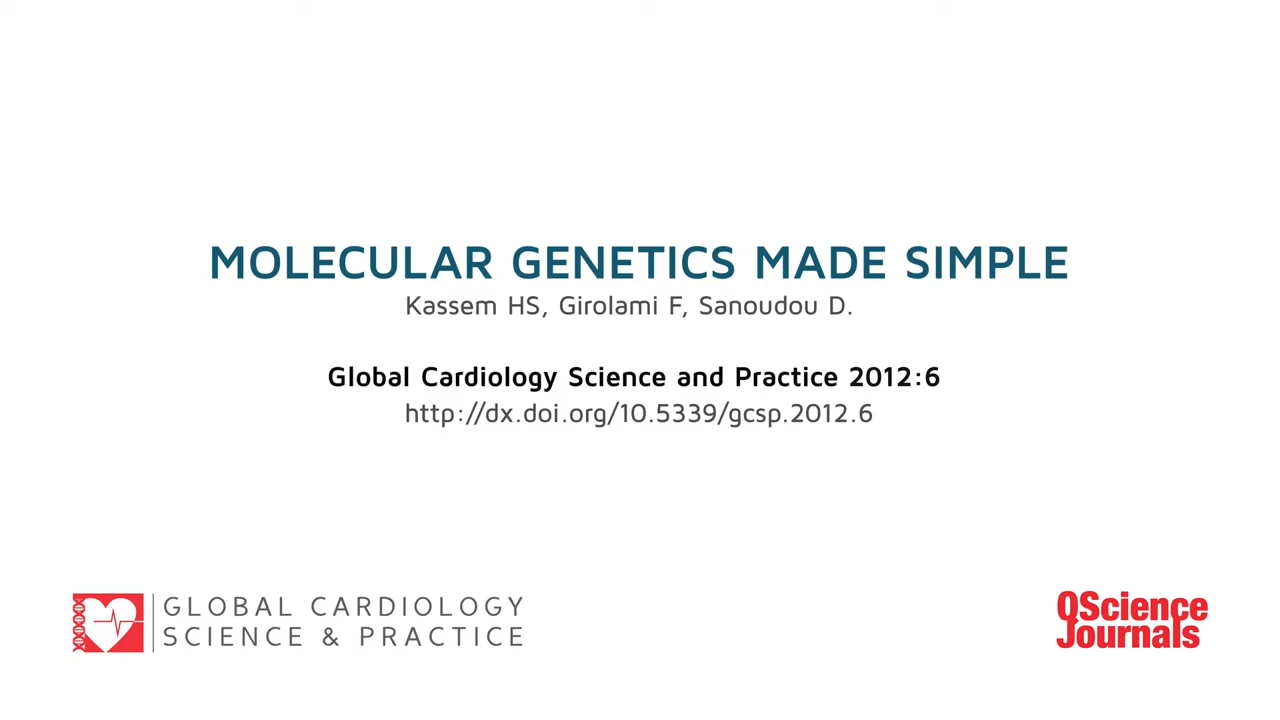 MOLECULAR GENETICS MADE SIMPLE
Kassem HS, Girolami F, Sanoudou D.
Global Cardiology Science and Practice 2012:6
http://dx.doi.org/10.5339/gcsp.2012.6
GLOBAL CARDIOLOGY
SCIENCE & PRACTICE
QScience
Journals